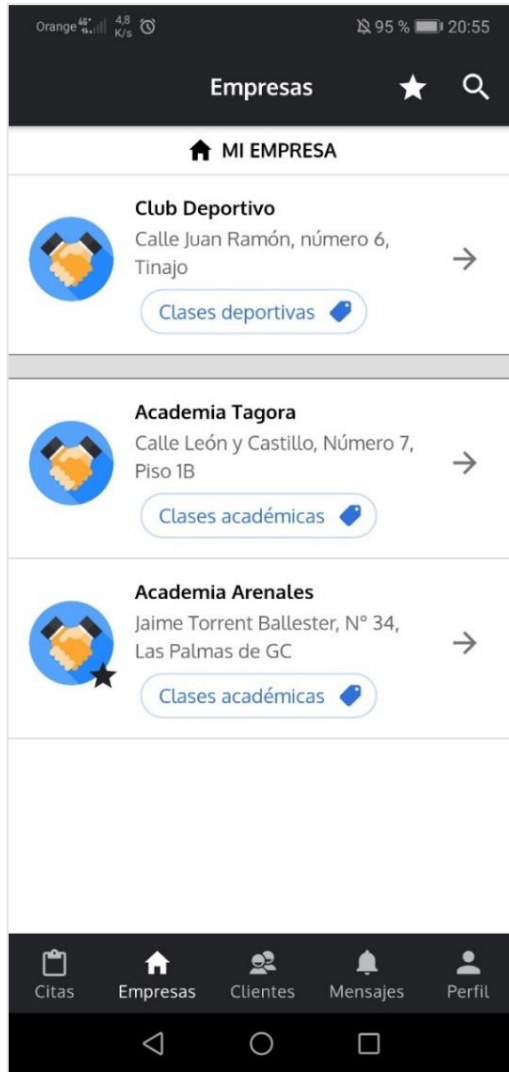 Orange 4,8 K/s 95 % 20:55
Empresas
MI EMPRESA
Club Deportivo
Calle Juan Ramón, número 6,
Tinajo
Clases deportivas
Academia Tagora
Calle León y Castillo, Número 7,
Piso 1B
Clases académicas
Academia Arenales
Jaime Torrent Ballester, N° 34,
Las Palmas de GC
Clases académicas
Citas Empresas Clientes Mensajes Perfil